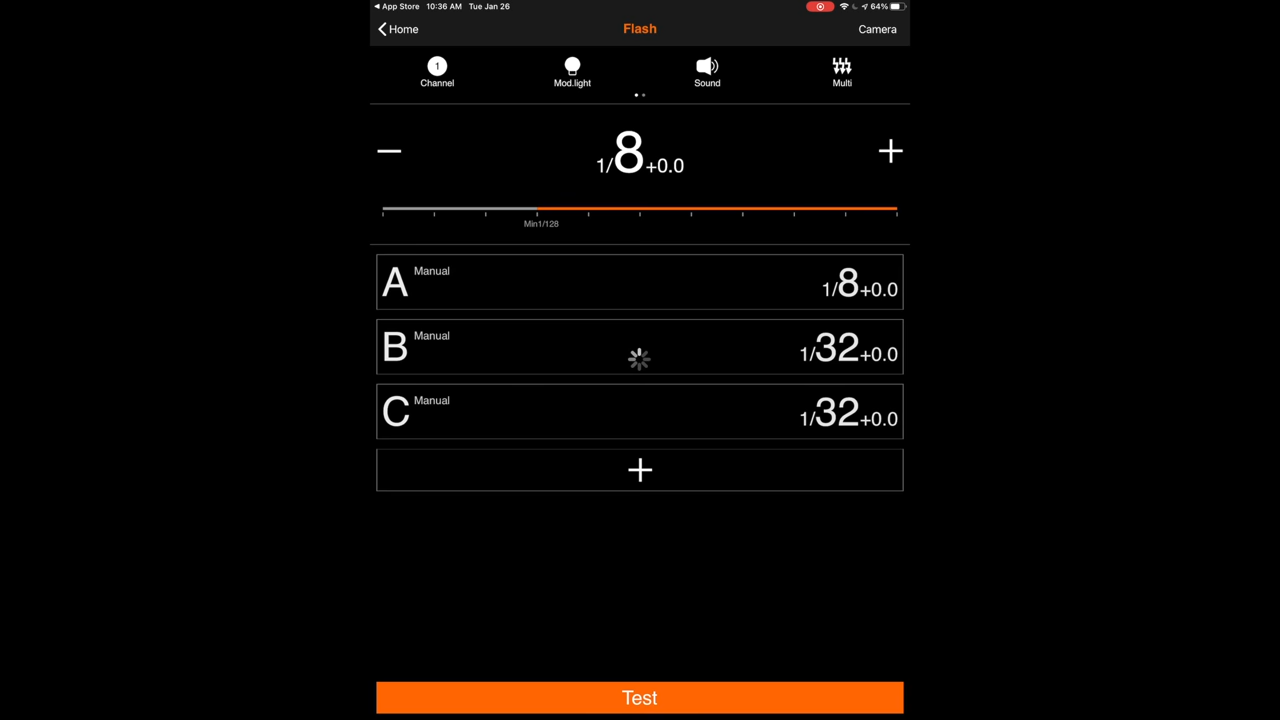 App Store 10:36 AM Tue Jan 26 64%
Home Flash Camera
1
Channel Mod.light Sound Multi
1/8+0.0
Min1/128
A Manual 1/8+0.0
B Manual 1/32+0.0
C Manual 1/32+0.0
Test